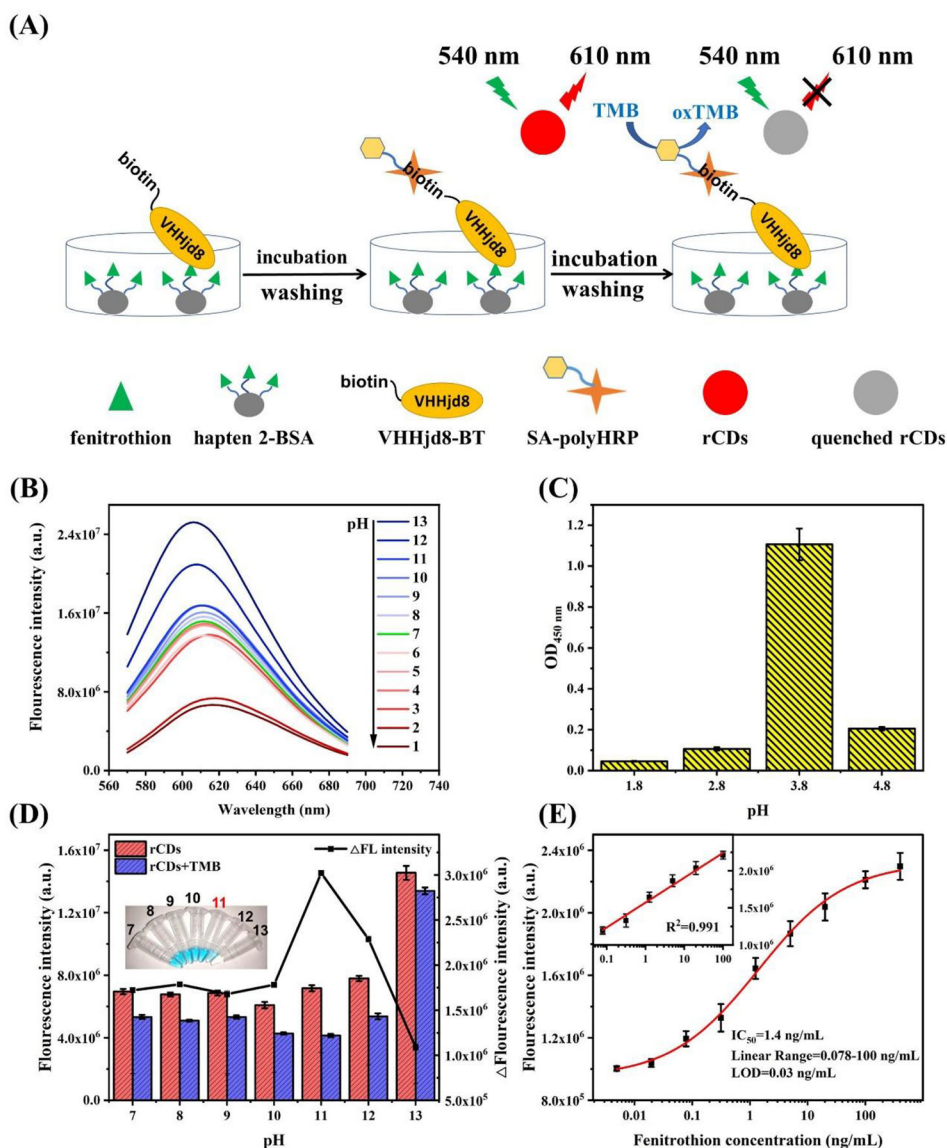 (A)
540 nm 610 nm 540 nm 610 nm
TMB oxTMB
biotin biotin biotin
VHHjd8 VHHjd8 VHHjd8
incubation incubation
washing washing
biotin
VHHjd8
fenitrothion hapten 2-BSA VHHjd8-BT SA-polyHRP rCDs quenched rCDs
(B)
Flourescence intensity (a.u.)
2.4x10⁷
1.6x10⁷
8.0x10⁶
0.0
560 580 600 620 640 660 680 700 720 740
Wavelength (nm)
pH
13
12
11
10
9
8
7
6
5
4
3
2
1
(C)
OD450 nm
1.2
1.0
0.8
0.6
0.4
0.2
0.0
1.8 2.8 3.8 4.8
pH
(D)
Flourescence intensity (a.u.)
1.6x10⁷
1.2x10⁷
8.0x10⁶
4.0x10⁶
0.0
rCDs
rCDs+TMB
△FL intensity
7 8 9 10 11 12 13
3.0x10⁶
2.5x10⁶
2.0x10⁶
1.5x10⁶
1.0x10⁶
5.0x10⁵
△Flourescence intensity (a.u.)
7 8 9 10 11 12 13
pH
(E)
Flourescence intensity (a.u.)
2.4x10⁶
2.0x10⁶
1.6x10⁶
1.2x10⁶
8.0x10⁵
2.0x10⁶
1.5x10⁶
1.0x10⁶
R²=0.991
0.1 1 10 100
IC50=1.4 ng/mL
Linear Range=0.078-100 ng/mL
LOD=0.03 ng/mL
0.01 0.1 1 10 100
Fenitrothion concentration (ng/mL)